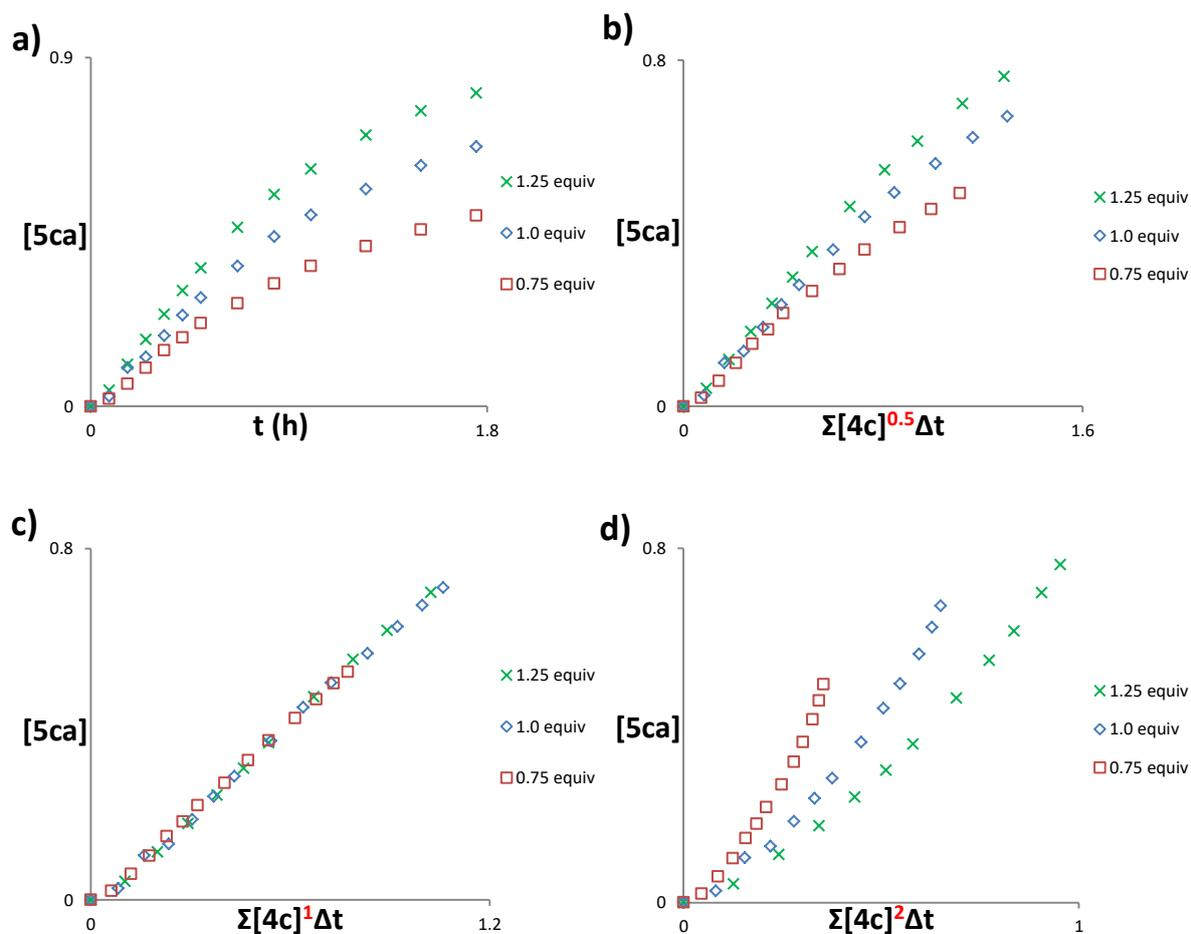 a)
0.9
[5ca]
0
0
t (h)
1.8
1.25 equiv
1.0 equiv
0.75 equiv
b)
0.8
[5ca]
0
0
Σ[4c]0.5Δt
1.6
1.25 equiv
1.0 equiv
0.75 equiv
c)
0.8
[5ca]
0
0
Σ[4c]1Δt
1.2
1.25 equiv
1.0 equiv
0.75 equiv
d)
0.8
[5ca]
0
0
Σ[4c]2Δt
1
1.25 equiv
1.0 equiv
0.75 equiv